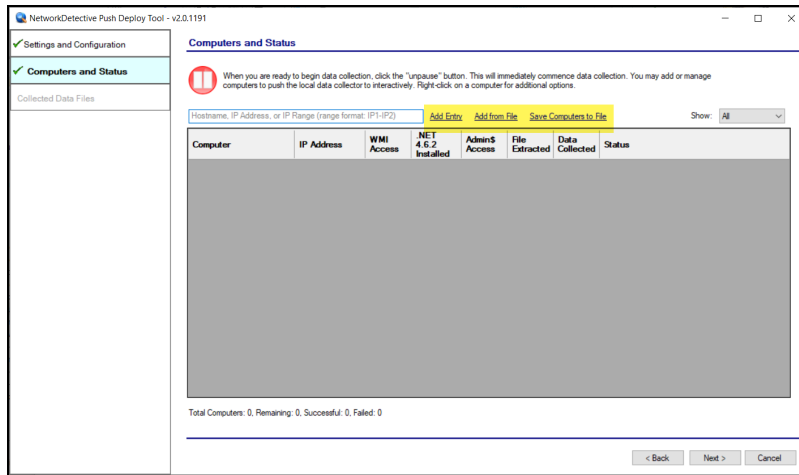 NetworkDetective Push Deploy Tool - v2.0.1191
Settings and Configuration
Computers and Status
Collected Data Files
Computers and Status
When you are ready to begin data collection, click the "unpause" button. This will immediately commence data collection. You may add or manage
computers to push the local data collector to interactively. Right-click on a computer for additional options.
Hostname, IP Address, or IP Range (range format: IP1-IP2) Add Entry Add from File Save Computers to File Show: All
Computer IP Address WMI Access .NET 4.6.2 Installed Admin$ Access File Extracted Data Collected Status
Total Computers: 0, Remaining: 0, Successful: 0, Failed: 0
< Back Next > Cancel